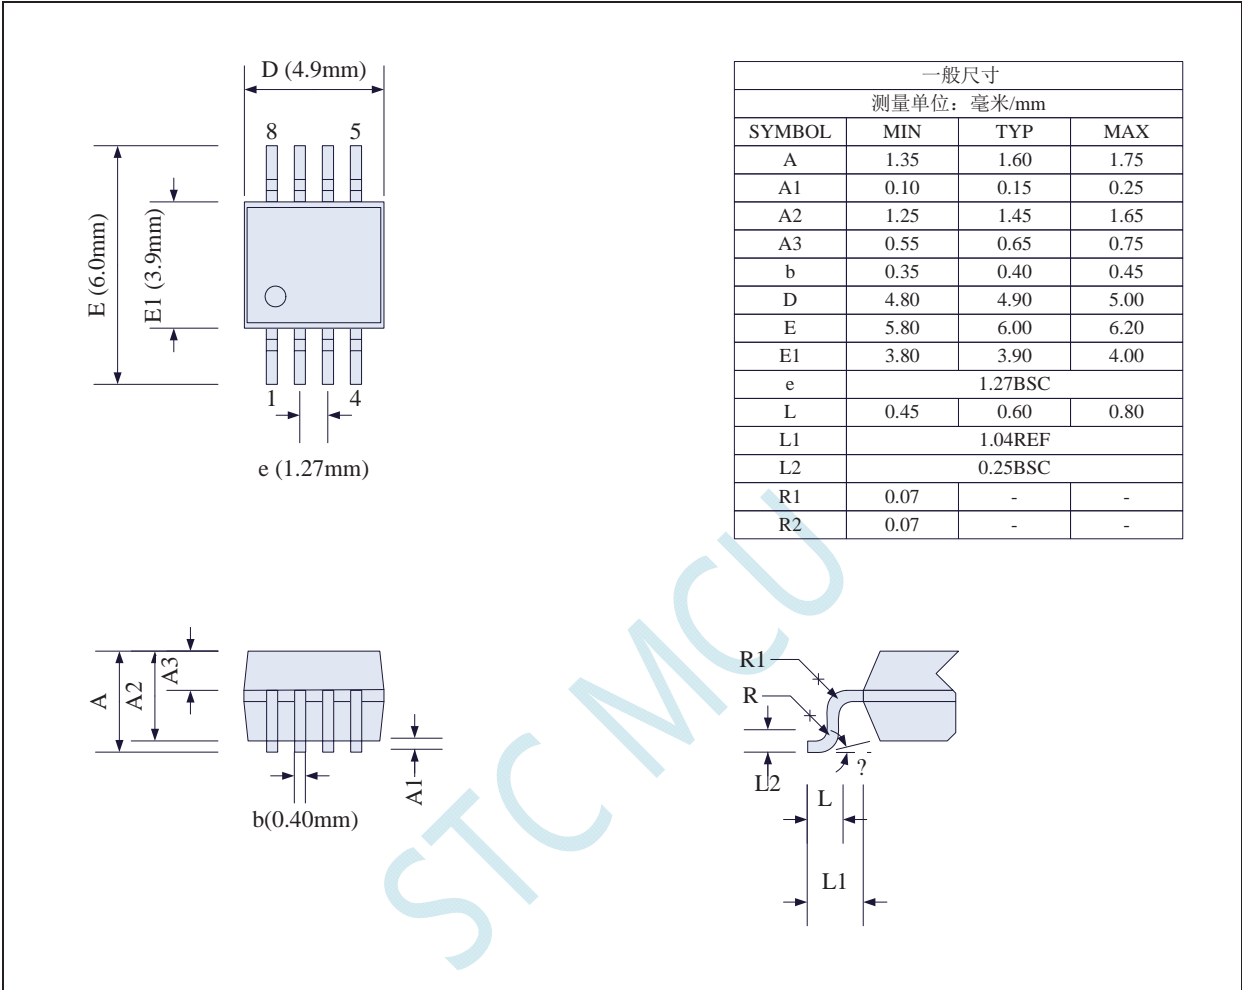 D (4.9mm)
8 5
E (6.0mm)
E1 (3.9mm)
1 4
e (1.27mm)
一般尺寸
测量单位：毫米/mm
SYMBOL MIN TYP MAX
A 1.35 1.60 1.75
A1 0.10 0.15 0.25
A2 1.25 1.45 1.65
A3 0.55 0.65 0.75
b 0.35 0.40 0.45
D 4.80 4.90 5.00
E 5.80 6.00 6.20
E1 3.80 3.90 4.00
e 1.27BSC
L 0.45 0.60 0.80
L1 1.04REF
L2 0.25BSC
R1 0.07 - -
R2 0.07 - -
A
A2
A3
A1
b(0.40mm)
R1
R
L2
?
L
L1
STC MCU